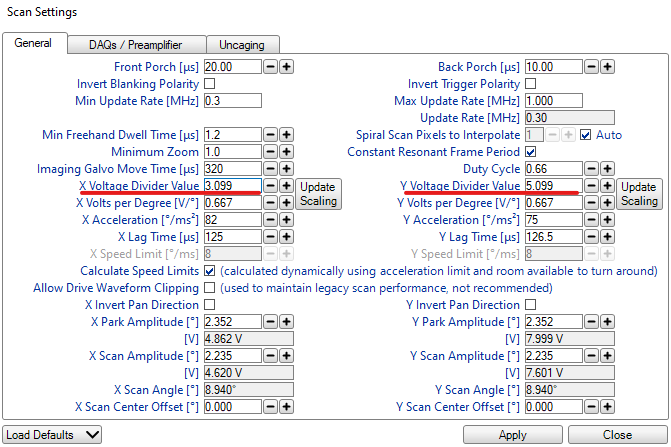 Scan Settings
General DAQs / Preamplifier Uncaging
Front Porch [µs] 20.00 Back Porch [µs] 10.00
Invert Blanking Polarity Invert Trigger Polarity
Min Update Rate [MHz] 0.3 Max Update Rate [MHz] 1.000
Update Rate [MHz] 0.30
Min Freehand Dwell Time [µs] 1.2 Spiral Scan Pixels to Interpolate 1 Auto
Minimum Zoom 1.0 Constant Resonant Frame Period
Imaging Galvo Move Time [µs] 320 Duty Cycle 0.66
X Voltage Divider Value 3.099 Update Scaling Y Voltage Divider Value 5.099 Update Scaling
X Volts per Degree [V/°] 0.667 Y Volts per Degree [V/°] 0.667
X Acceleration [°/ms²] 82 Y Acceleration [°/ms²] 75
X Lag Time [µs] 125 Y Lag Time [µs] 126.5
X Speed Limit [°/ms] 8 Y Speed Limit [°/ms] 8
Calculate Speed Limits (calculated dynamically using acceleration limit and room available to turn around)
Allow Drive Waveform Clipping (used to maintain legacy scan performance, not recommended)
X Invert Pan Direction Y Invert Pan Direction
X Park Amplitude [°] 2.352 Y Park Amplitude [°] 2.352
[V] 4.862 V [V] 7.999 V
X Scan Amplitude [°] 2.235 Y Scan Amplitude [°] 2.235
[V] 4.620 V [V] 7.601 V
X Scan Angle [°] 8.940° Y Scan Angle [°] 8.940°
X Scan Center Offset [°] 0.000 Y Scan Center Offset [°] 0.000
Load Defaults Apply Close